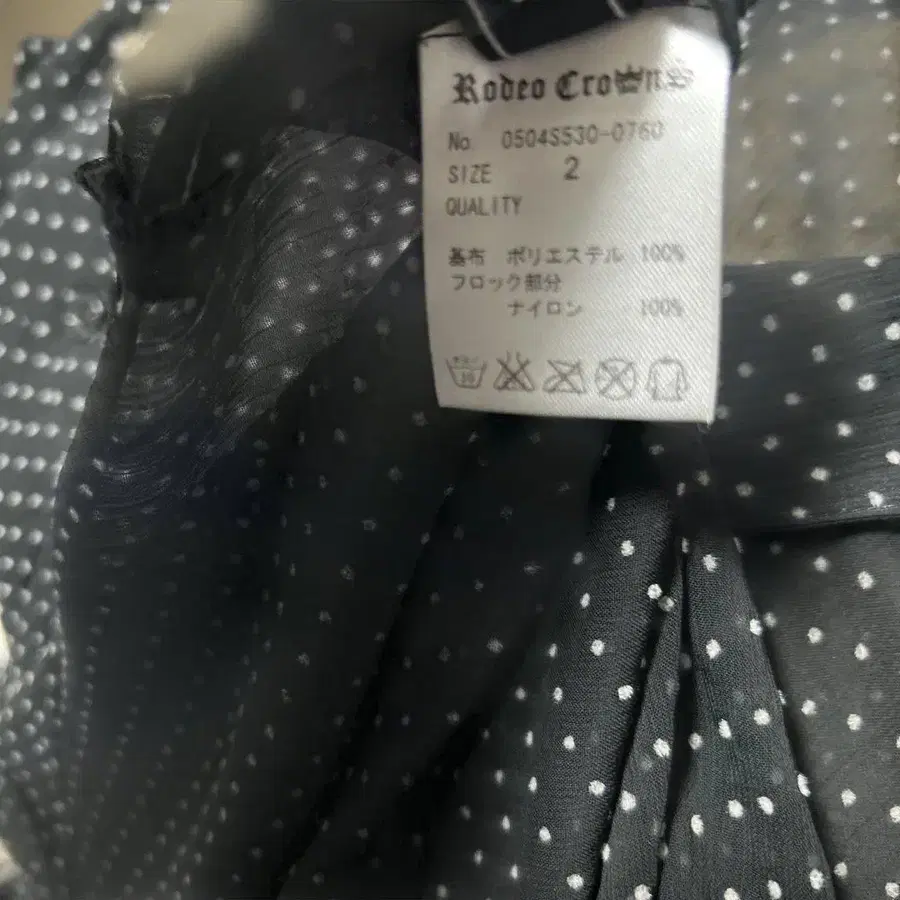 Rodeo Crowns
No. 0504SS30-0760
SIZE 2
QUALITY
基布 ポリエステル 100%
フロック部分
ナイロン 100%